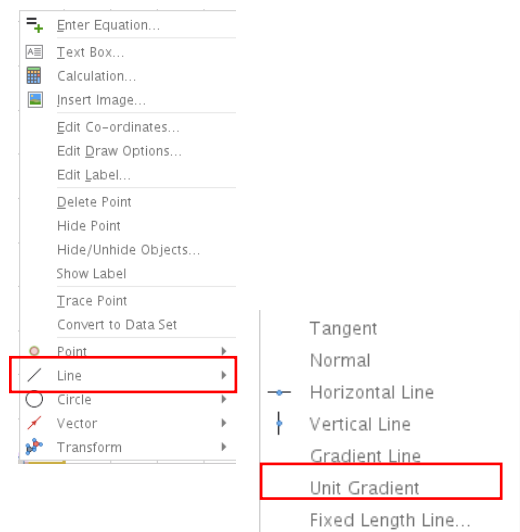 Enter Equation...
Text Box...
Calculation...
Insert Image...
Edit Co-ordinates...
Edit Draw Options...
Edit Label...
Delete Point
Hide Point
Hide/Unhide Objects...
Show Label
Trace Point
Convert to Data Set
Point
Line
Circle
Vector
Transform
Tangent
Normal
Horizontal Line
Vertical Line
Gradient Line
Unit Gradient
Fixed Length Line...